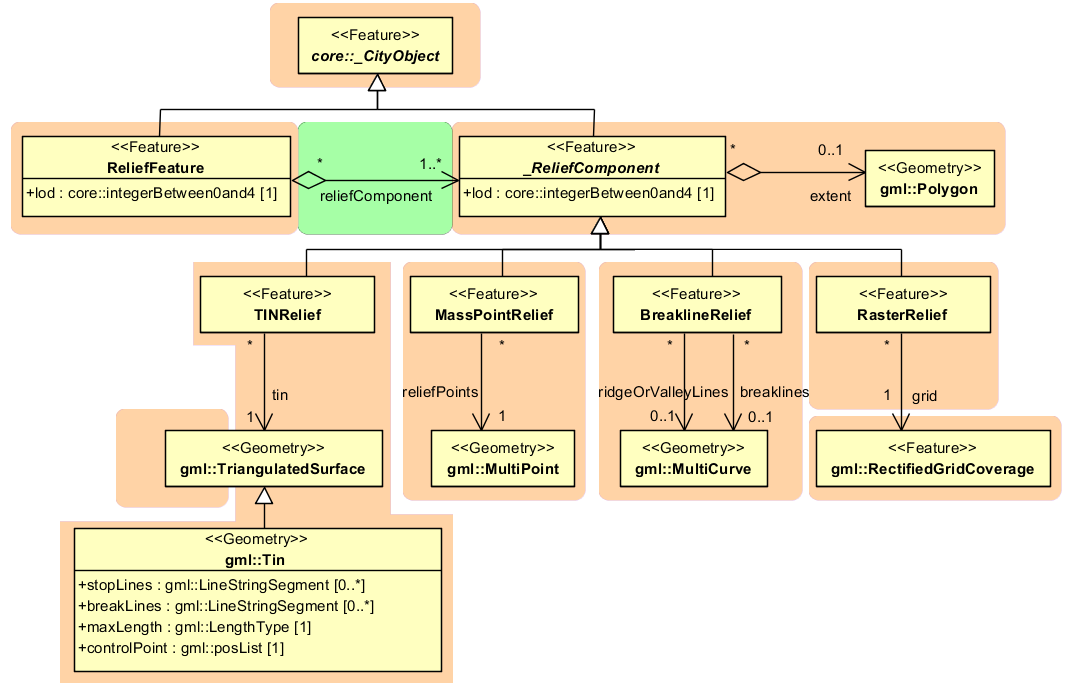 <<Feature>>
core::_CityObject
<<Feature>>
ReliefFeature
+lod : core::integerBetween0and4 [1]
*
1..*
reliefComponent
<<Feature>>
_ReliefComponent
+lod : core::integerBetween0and4 [1]
*
0..1
extent
<<Geometry>>
gml::Polygon
<<Feature>>
TINRelief
<<Feature>>
MassPointRelief
<<Feature>>
BreaklineRelief
<<Feature>>
RasterRelief
*
tin
1
*
reliefPoints
1
*
ridgeOrValleyLines
0..1
*
breaklines
0..1
*
1
grid
<<Geometry>>
gml::TriangulatedSurface
<<Geometry>>
gml::MultiPoint
<<Geometry>>
gml::MultiCurve
<<Feature>>
gml::RectifiedGridCoverage
<<Geometry>>
gml::Tin
+stopLines : gml::LineStringSegment [0..*]
+breakLines : gml::LineStringSegment [0..*]
+maxLength : gml::LengthType [1]
+controlPoint : gml::posList [1]